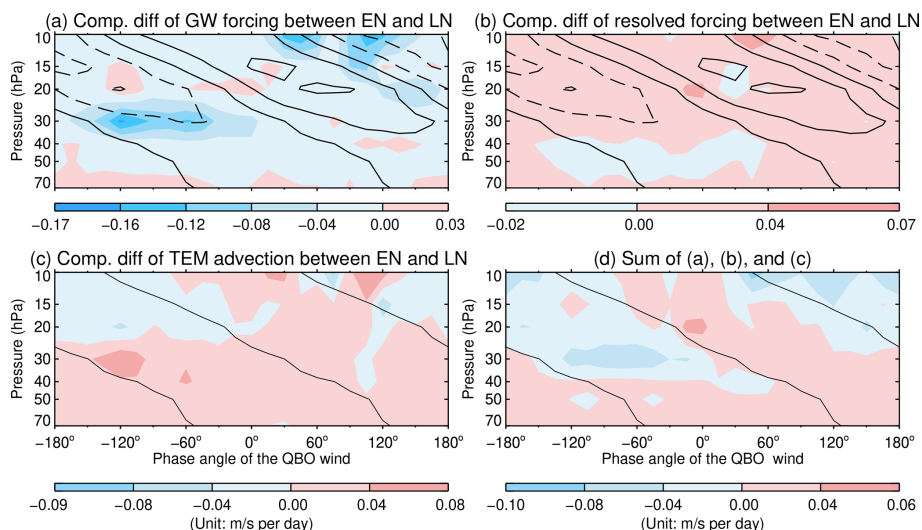 (a) Comp. diff of GW forcing between EN and LN
(b) Comp. diff of resolved forcing between EN and LN
Pressure (hPa)
10
15
20
30
40
50
70
Pressure (hPa)
10
15
20
30
40
50
70
−0.17 −0.16 −0.12 −0.08 −0.04 0.00 0.03
−0.02 0.00 0.04 0.07
(c) Comp. diff of TEM advection between EN and LN
(d) Sum of (a), (b), and (c)
Pressure (hPa)
10
15
20
30
40
50
70
Pressure (hPa)
10
15
20
30
40
50
70
−180° −120° −60° 0° 60° 120° 180°
−180° −120° −60° 0° 60° 120° 180°
Phase angle of the QBO wind
Phase angle of the QBO wind
−0.09 −0.08 −0.04 0.00 0.04 0.08
−0.10 −0.08 −0.04 0.00 0.04 0.06
(Unit: m/s per day)
(Unit: m/s per day)